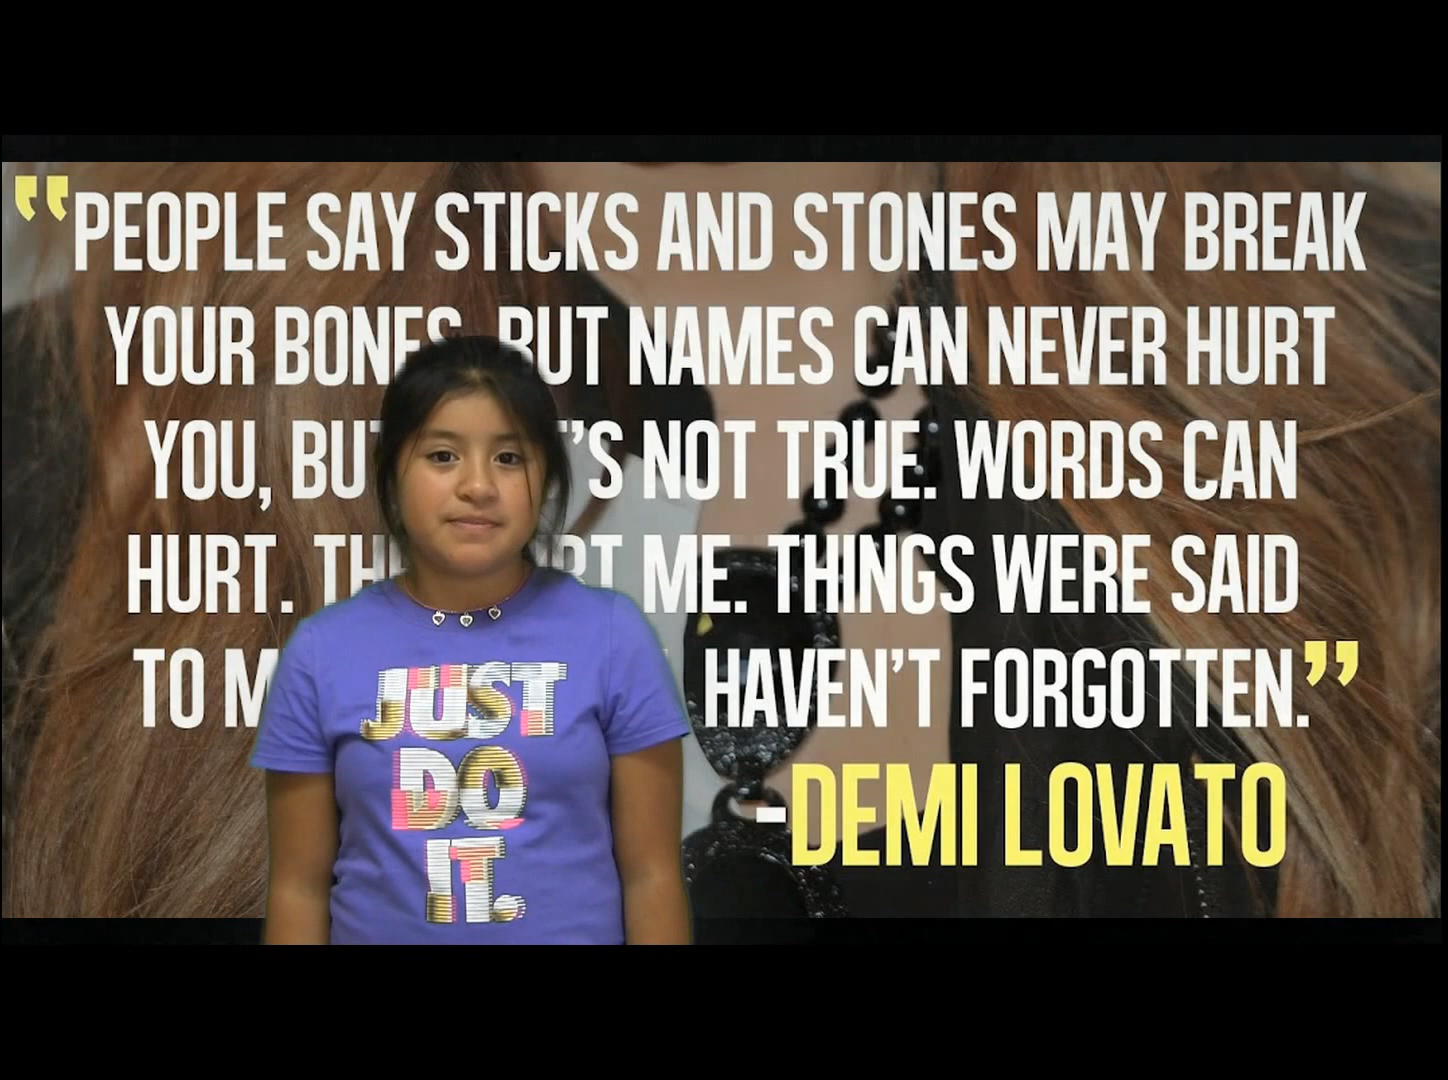 "PEOPLE SAY STICKS AND STONES MAY BREAK
YOUR BONES, BUT NAMES CAN NEVER HURT
YOU, BUT 'S NOT TRUE. WORDS CAN
HURT. ME. THINGS WERE SAID
TO HAVEN'T FORGOTTEN."
-DEMI LOVATO
JUST
DO
IT.